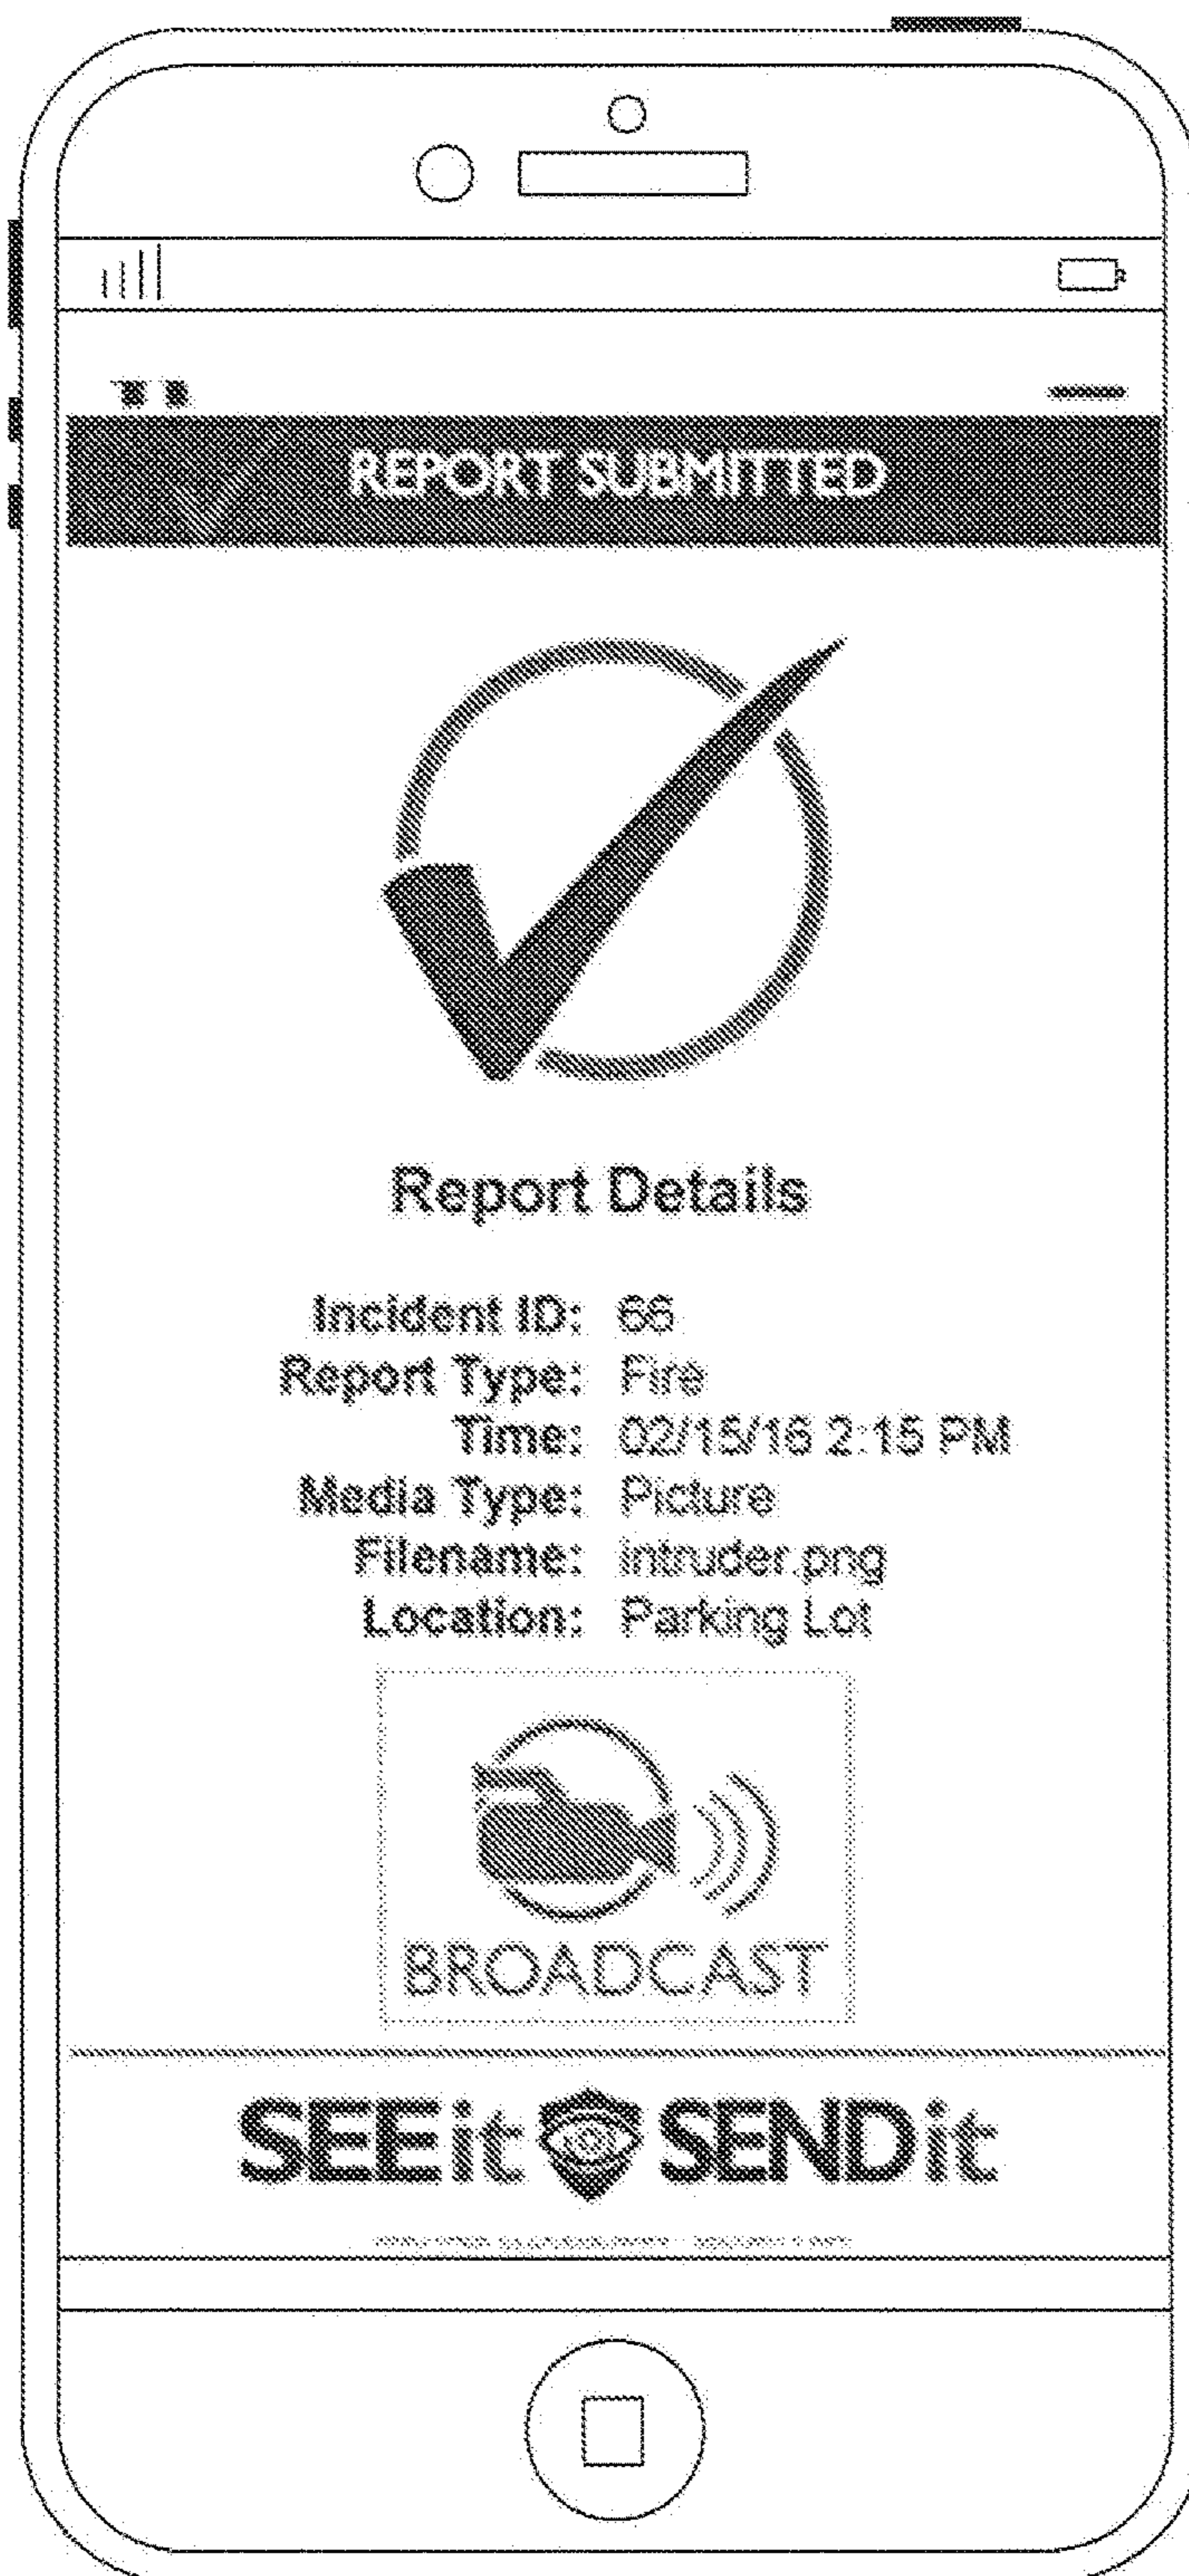 REPORT SUBMITTED
Report Details
Incident ID: 66
Report Type: Fire
Time: 02/15/16 2:15 PM
Media Type: Picture
Filename: intruder.png
Location: Parking Lot
BROADCAST
SEEit SENDit